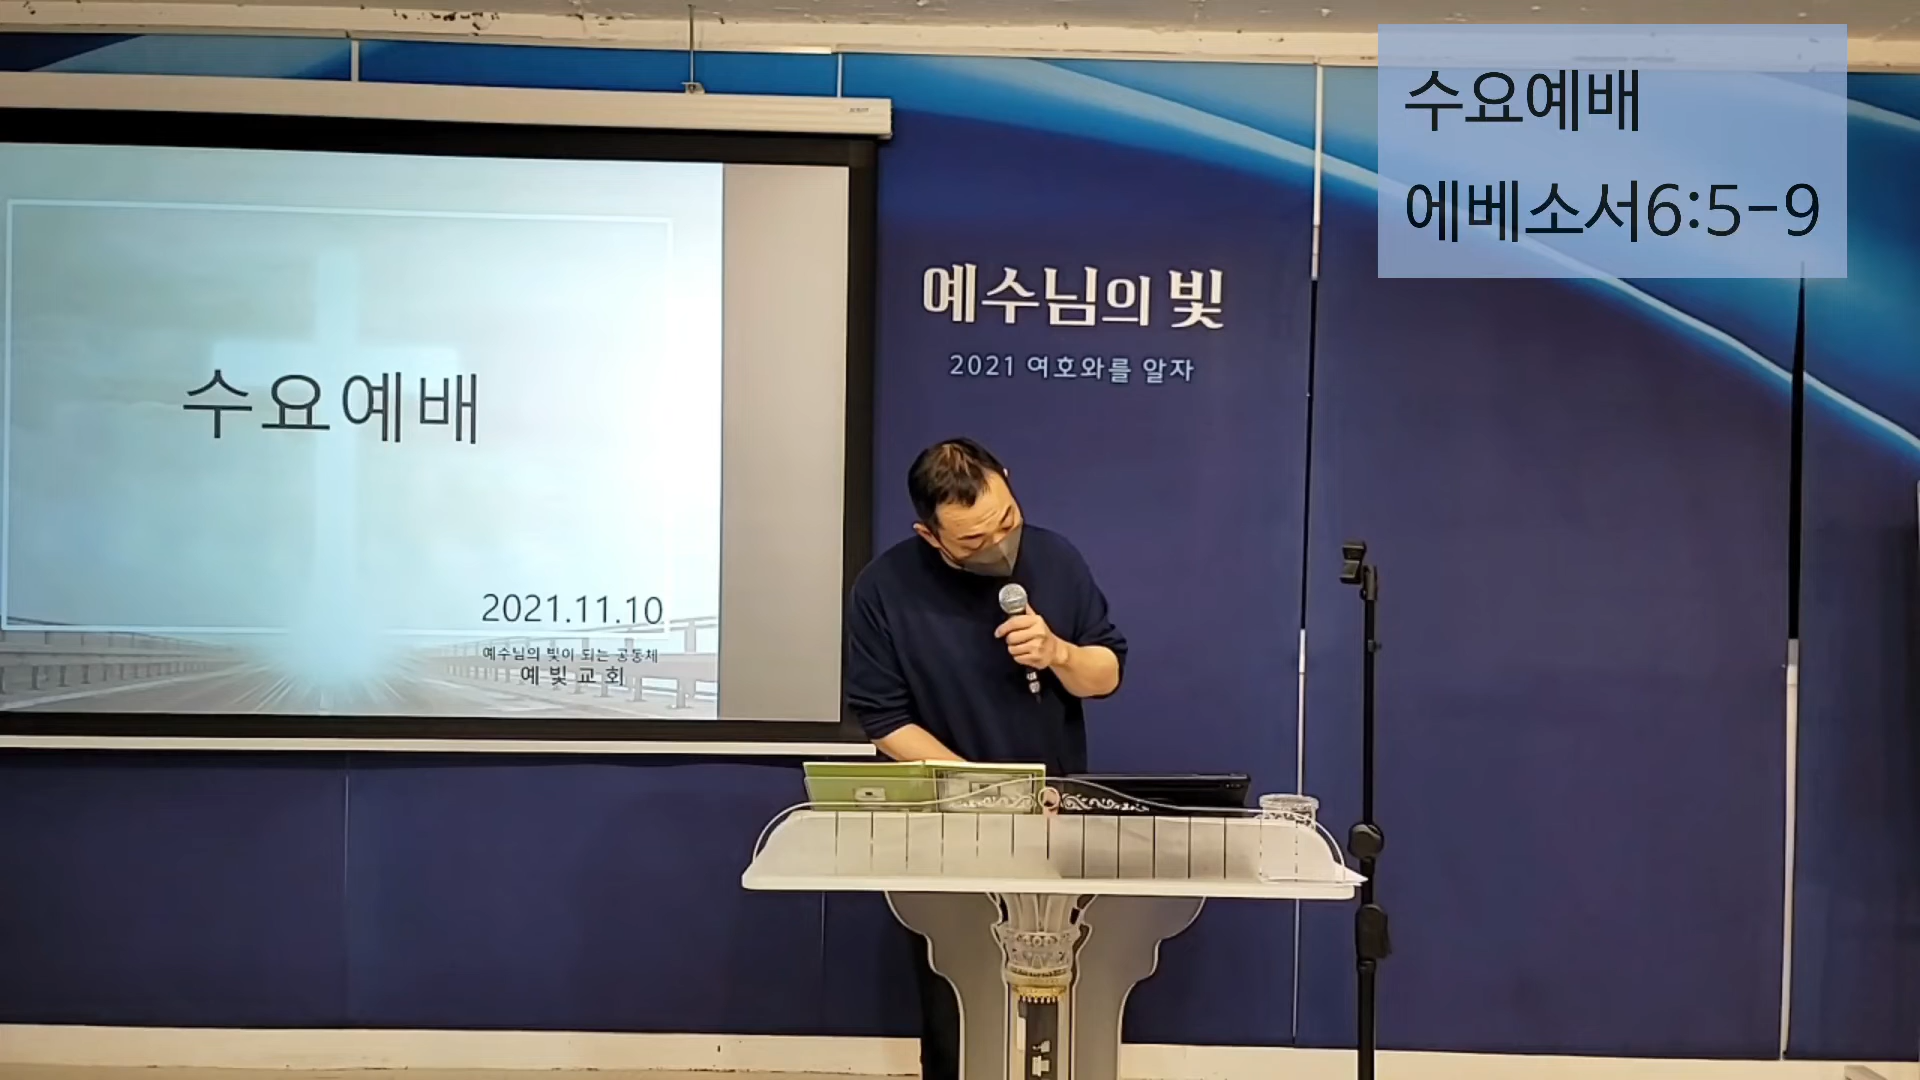 수요예배
에베소서6:5-9
예수님의 빛
2021 여호와를 알자
수요예배
2021.11.10
예수님의 빛이 되는 공동체
예빛교회